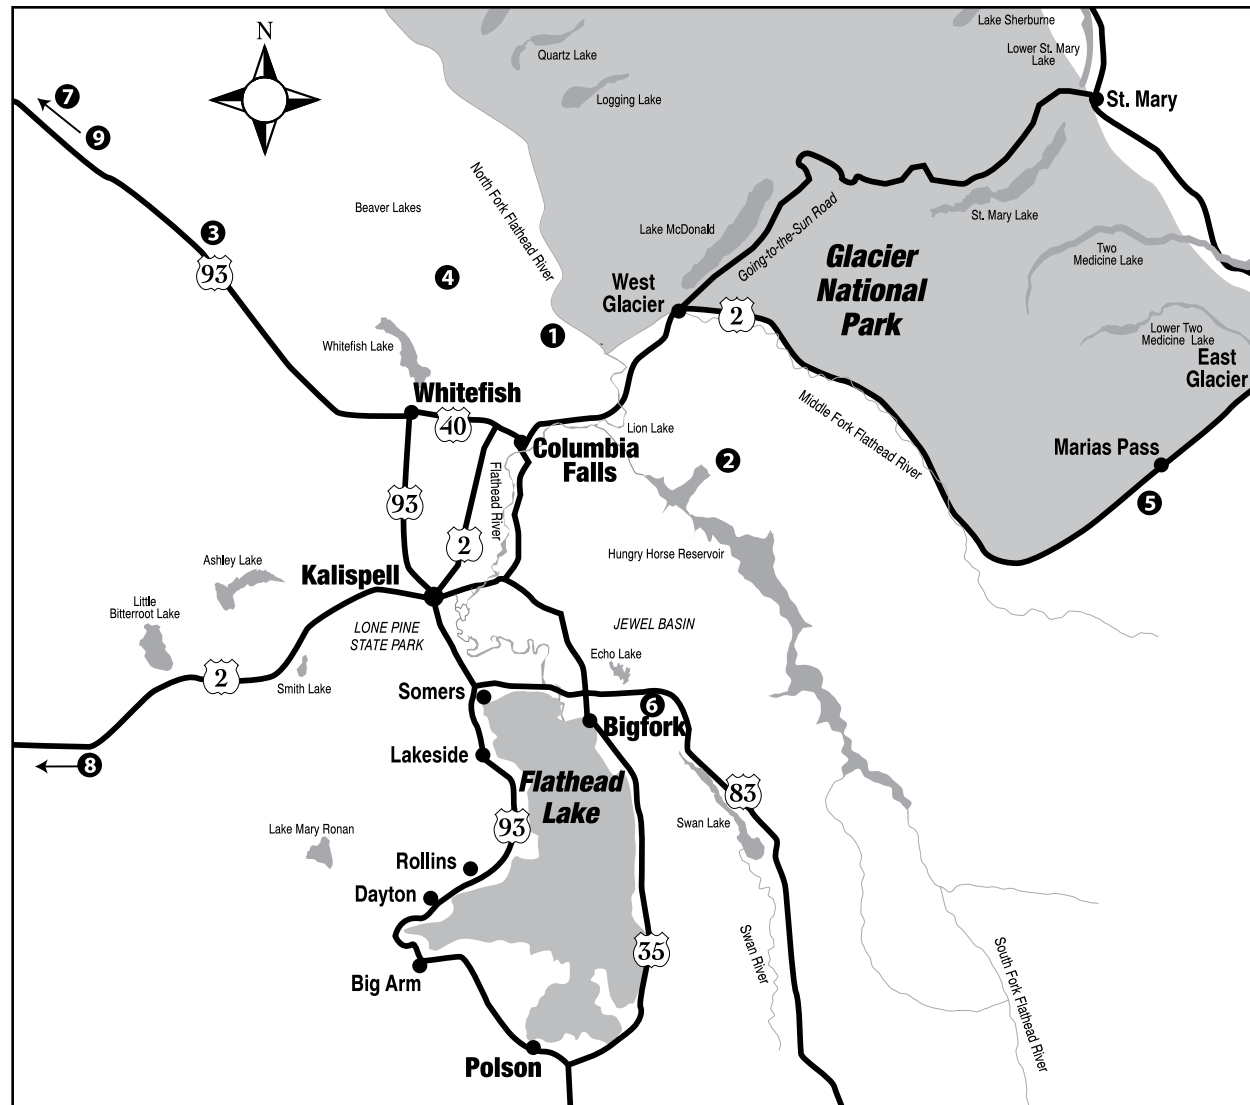 N
Lake Sherburne
Quartz Lake
Lower St. Mary
Lake
7
Logging Lake
St. Mary
9
North Fork Flathead River
Beaver Lakes
St. Mary Lake
Lake McDonald
Going-to-the-Sun Road
3
93
4
Glacier
National
Park
Two
Medicine Lake
West
Glacier
2
1
Whitefish Lake
Lower Two
Medicine Lake
East
Glacier
Whitefish
40
Middle Fork Flathead River
Lion Lake
Columbia
Falls
Marias Pass
2
Flathead River
93
5
2
Hungry Horse Reservoir
Ashley Lake
Kalispell
Little
Bitterroot Lake
LONE PINE
STATE PARK
JEWEL BASIN
Echo Lake
2
Smith Lake
Somers
6
Bigfork
Lakeside
8
Flathead
Lake
83
93
Swan Lake
Lake Mary Ronan
Rollins
Dayton
35
Swan River
South Fork Flathead River
Big Arm
Polson